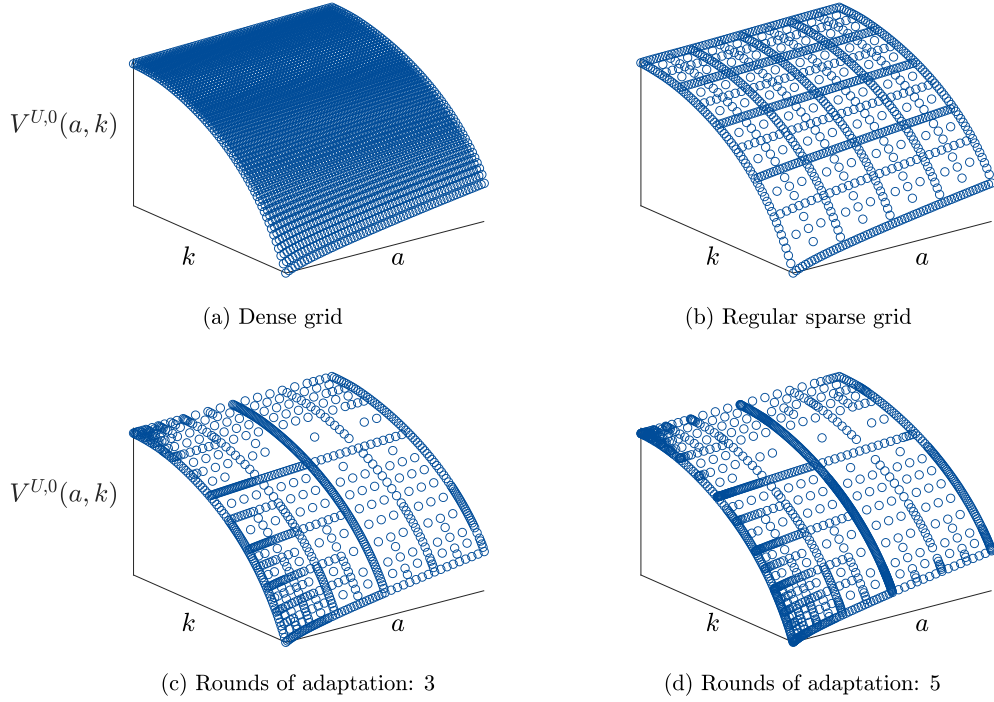 V^{U,0}(a, k)
k
a
k
a
(a) Dense grid
(b) Regular sparse grid
V^{U,0}(a, k)
k
a
k
a
(c) Rounds of adaptation: 3
(d) Rounds of adaptation: 5